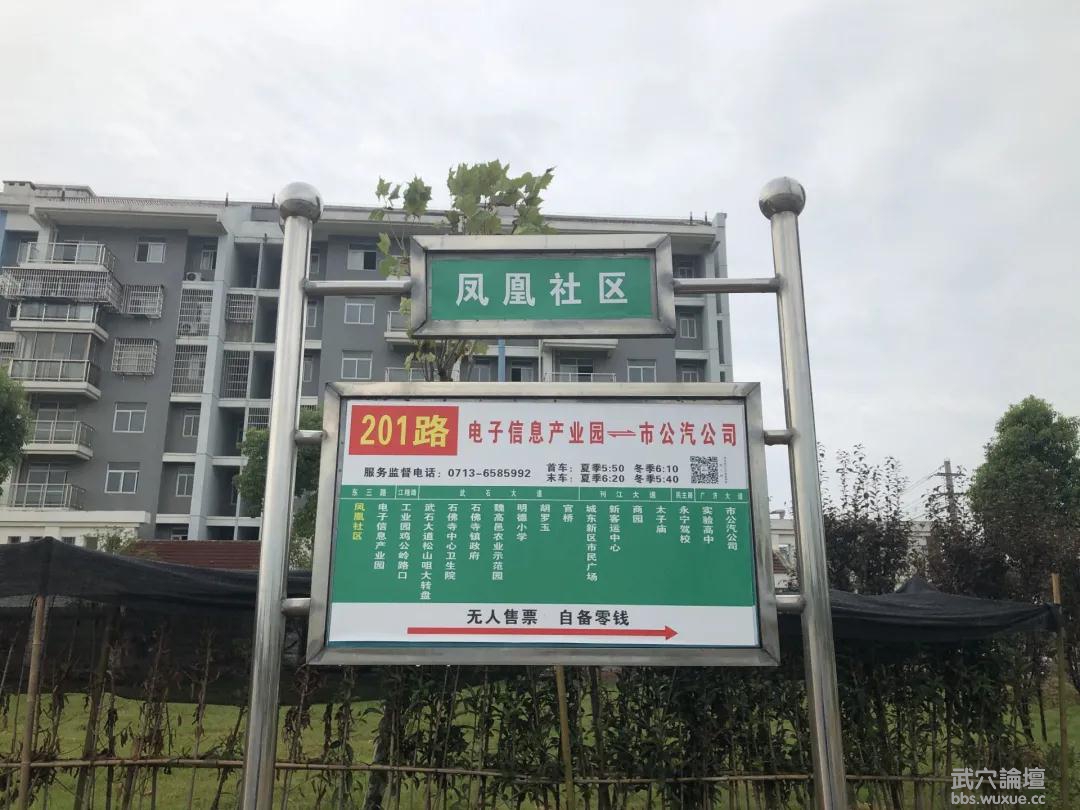 凤凰社区
201路 电子信息产业园⇌市公汽公司
服务监督电话：0713-6585992
首车：夏季5:50 冬季6:10
末车：夏季6:20 冬季5:40
东三路 江翔路 武石大道 刊江大道 民主路 广济大道
凤凰社区
电子信息产业园
工业园鸡公岭路口
武石大道松山咀大转盘
石佛寺中心卫生院
石佛寺镇政府
魏高邑农业示范园
明德小学
胡罗玉
官桥
城东新区市民广场
新客运中心
商园
太子庙
永宁驾校
实验高中
市公汽公司
无人售票 自备零钱
武穴論壇
bbs.wuxue.cc